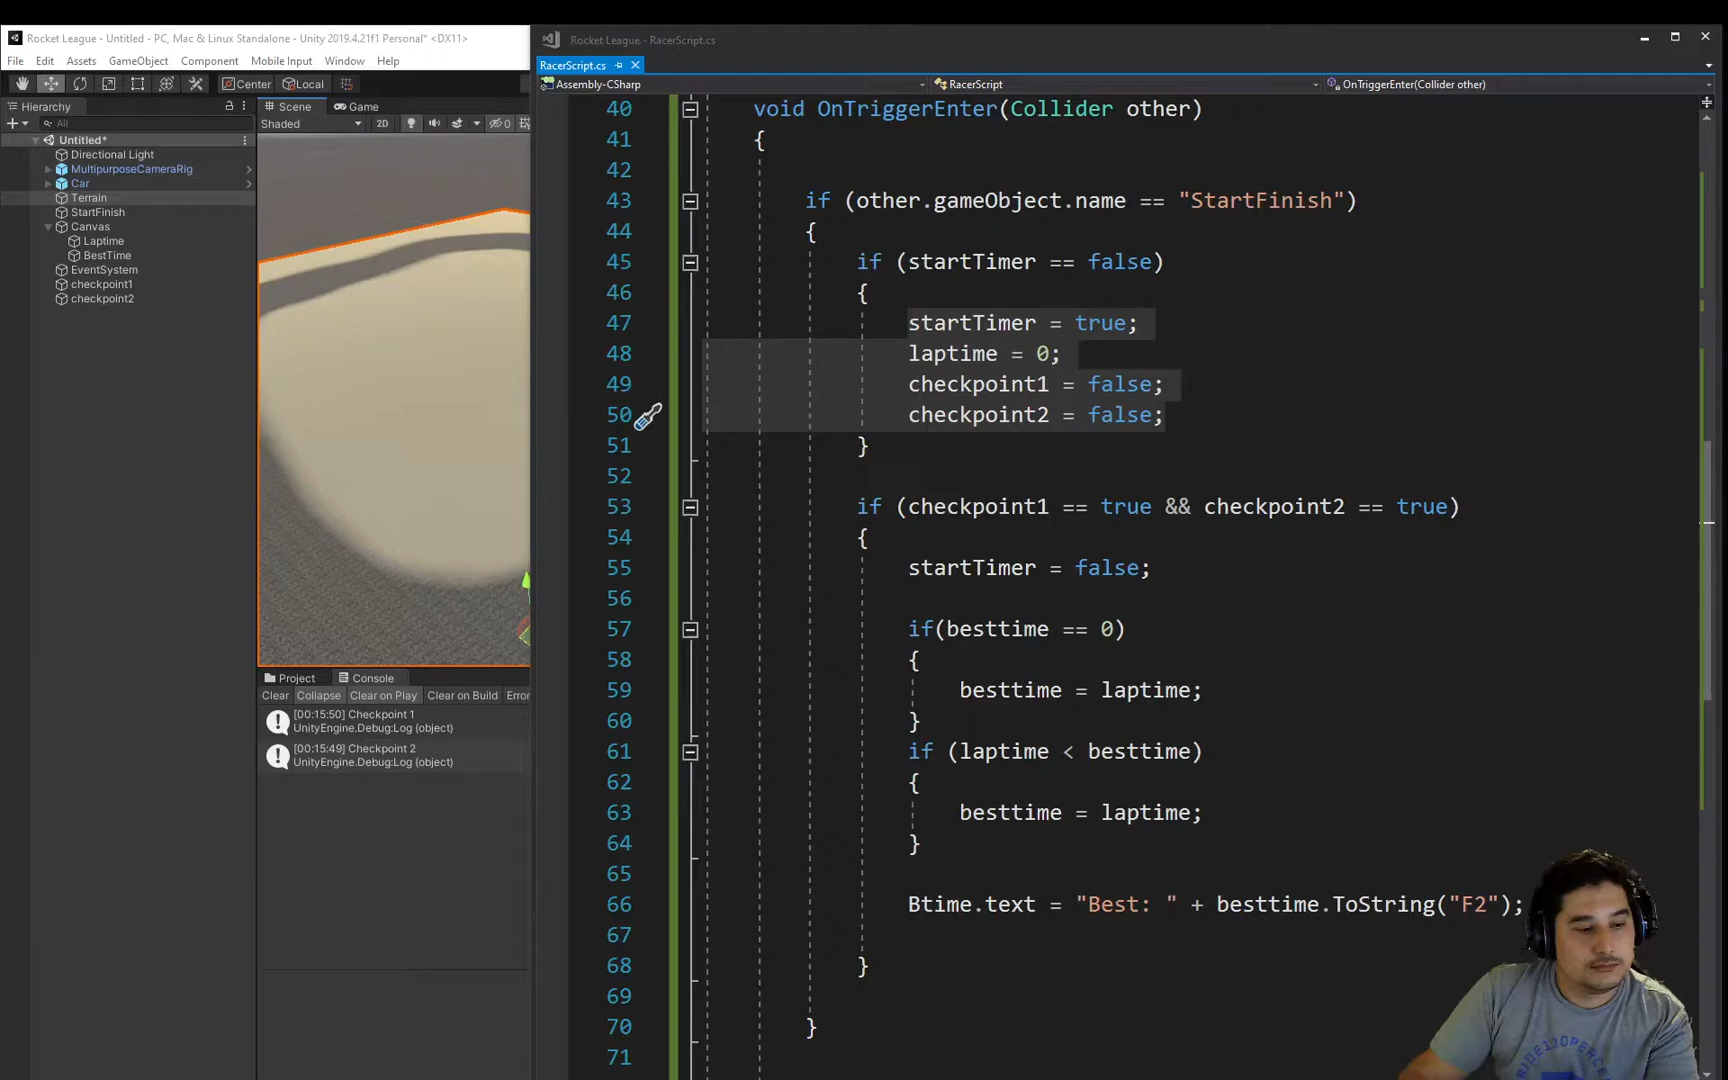 Rocket League - Untitled - PC, Mac & Linux Standalone - Unity 2019.4.21f1 Personal* <DX11>
File Edit Assets GameObject Component Mobile Input Window Help
Center Local
Hierarchy
All
Untitled*
Directional Light
MultipurposeCameraRig
Car
Terrain
StartFinish
Canvas
Laptime
BestTime
EventSystem
checkpoint1
checkpoint2
Scene Game
Shaded 2D 0
Project Console
Clear Collapse Clear on Play Clear on Build Error
[00:15:50] Checkpoint 1
UnityEngine.Debug:Log (object)
[00:15:49] Checkpoint 2
UnityEngine.Debug:Log (object)
Rocket League - RacerScript.cs
RacerScript.cs
Assembly-CSharp RacerScript OnTriggerEnter(Collider other)
40 void OnTriggerEnter(Collider other)
41 {
42
43 if (other.gameObject.name == "StartFinish")
44 {
45 if (startTimer == false)
46 {
47 startTimer = true;
48 laptime = 0;
49 checkpoint1 = false;
50 checkpoint2 = false;
51 }
52
53 if (checkpoint1 == true && checkpoint2 == true)
54 {
55 startTimer = false;
56
57 if(besttime == 0)
58 {
59 besttime = laptime;
60 }
61 if (laptime < besttime)
62 {
63 besttime = laptime;
64 }
65
66 Btime.text = "Best: " + besttime.ToString("F2");
67
68 }
69
70 }
71